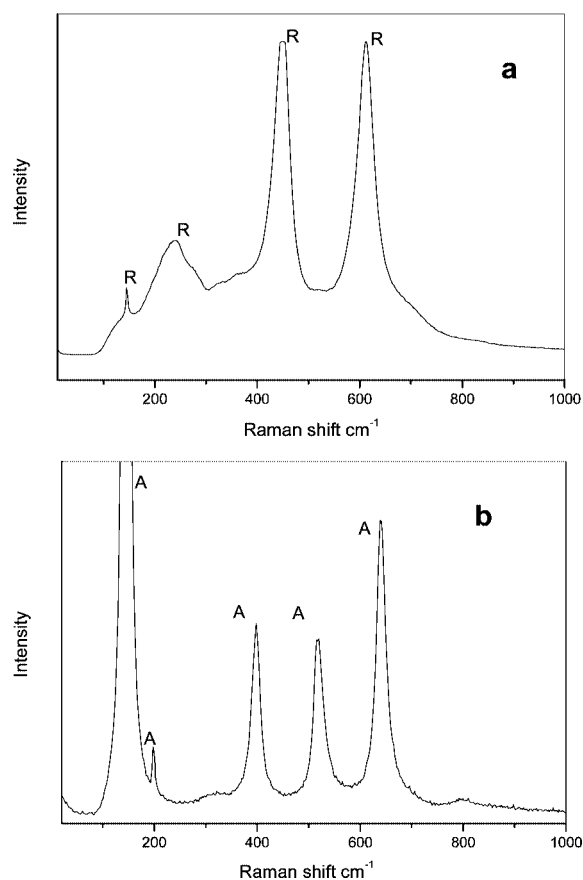 R R
a
R
R
Intensity
200 400 600 800 1000
Raman shift cm⁻¹
A
b
A
A A
A
Intensity
200 400 600 800 1000
Raman shift cm⁻¹